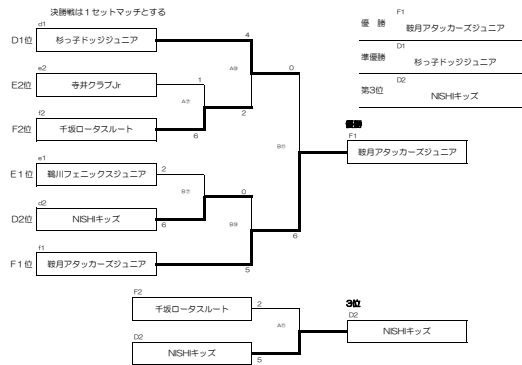 決勝戦は１セットマッチとする
d1
D1位 杉っ子ドッジジュニア
4
e2
E2位 寺井クラブJr
1
f2
F2位 千坂ロータスルート
6
2
0
e1
E１位 鵜川フェニックスジュニア
2
d2
D2位 NISHIキッズ
6
0
f1
F１位 鞍月アタッカーズジュニア
5
6
F1
優　勝 鞍月アタッカーズジュニア
D1
準優勝 杉っ子ドッジジュニア
D2
第3位 NISHIキッズ
優勝
F1
鞍月アタッカーズジュニア
F2
千坂ロータスルート
2
D2
NISHIキッズ
5
3位
D2
NISHIキッズ